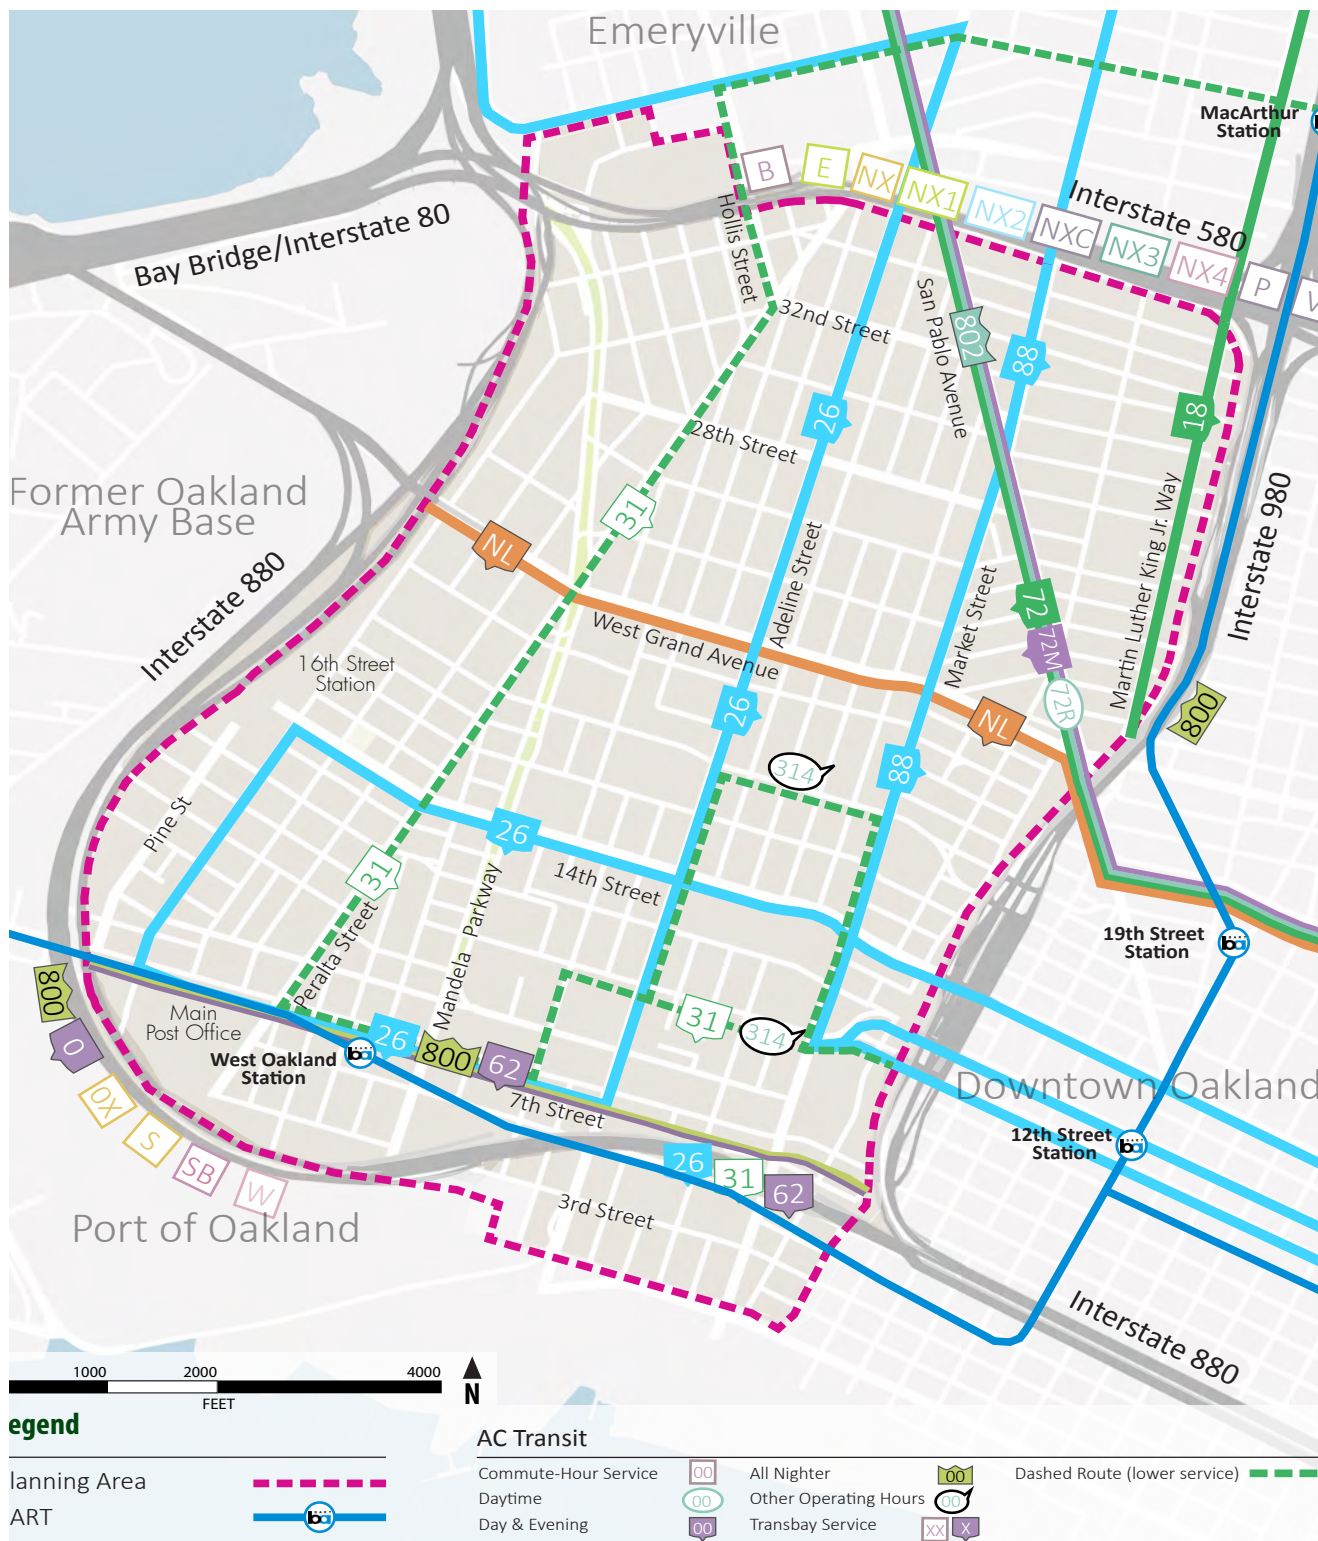 Emeryville
MacArthur
Station
B
E
NX
NX1
NX2
NXC
NX3
NX4
P
V
Interstate 580
Hollis Street
Bay Bridge/Interstate 80
32nd Street
San Pablo Avenue
802
88
26
18
28th Street
Former Oakland
Army Base
31
NL
Interstate 880
Adeline Street
Market Street
Martin Luther King Jr. Way
Interstate 980
72
72M
72R
West Grand Avenue
16th Street
Station
26
NL
800
314
88
Pine St
26
31
14th Street
Peralta Street
Mandela Parkway
19th Street
Station
800
O
Main
Post Office
West Oakland
Station
26
800
62
31
314
7th Street
Downtown Oakland
12th Street
Station
OX
S
SB
W
26
31
62
3rd Street
Port of Oakland
Interstate 880
1000
2000
4000
FEET
N
egend
lanning Area
ART
AC Transit
Commute-Hour Service 00
Daytime 00
Day & Evening 00
All Nighter 00
Other Operating Hours 00
Transbay Service XX X
Dashed Route (lower service)